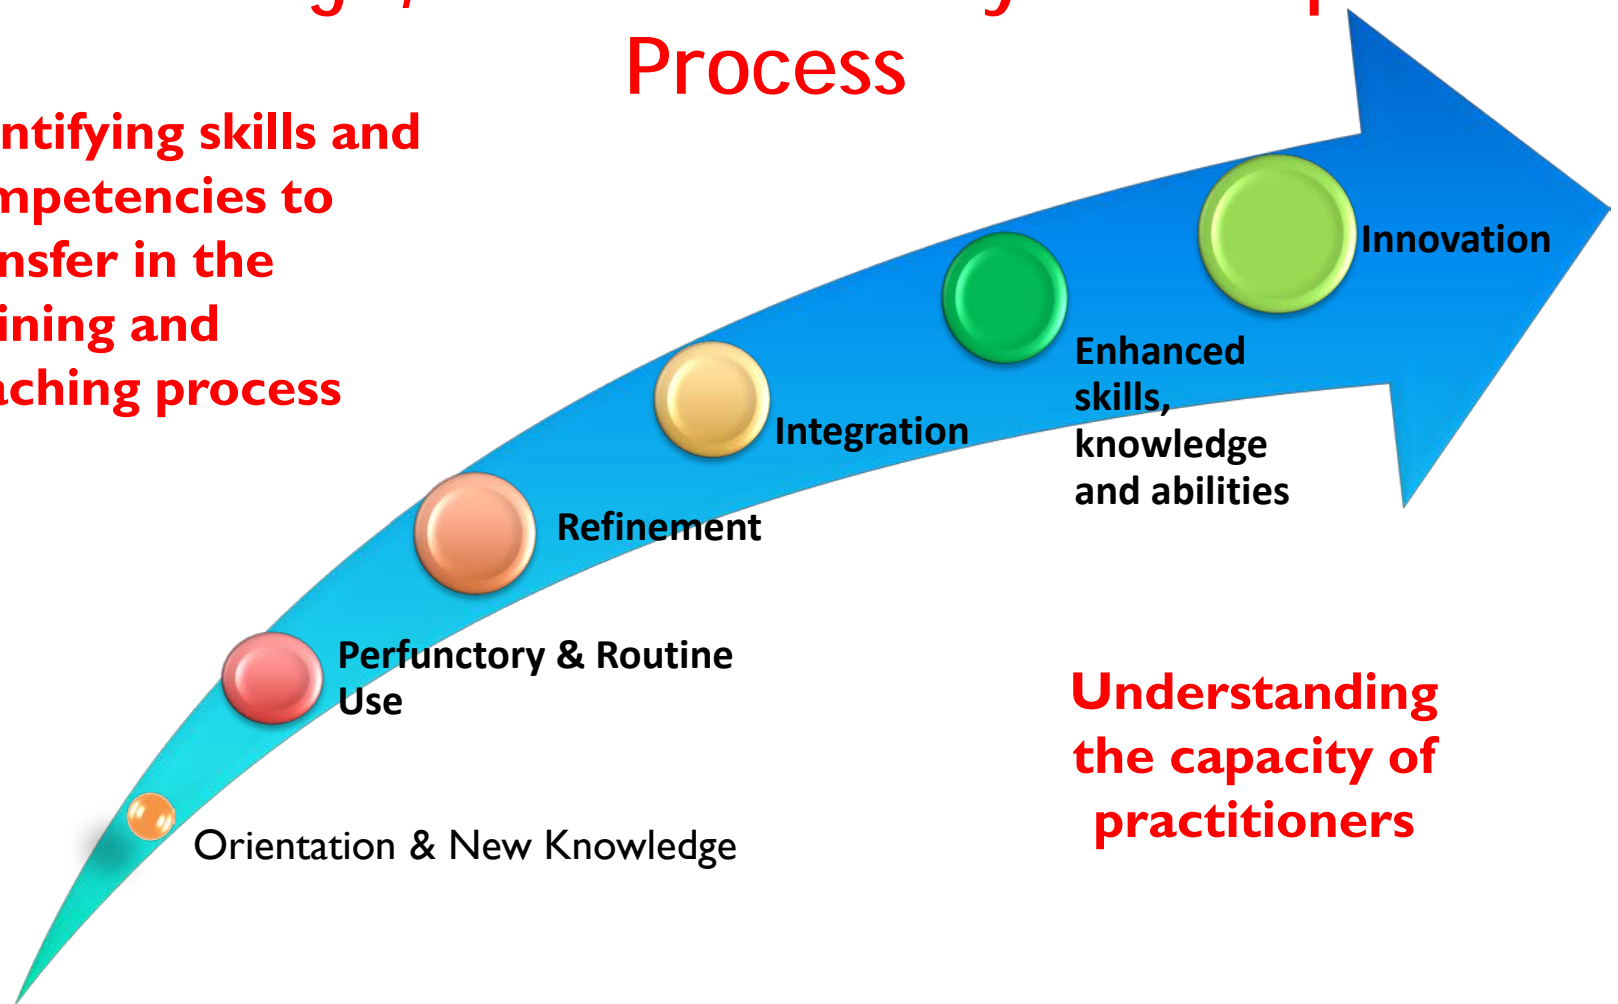 Process
ntifying skills and
mpetencies to
nsfer in the
ining and
aching process
Innovation
Enhanced
skills,
knowledge
and abilities
Integration
Refinement
Perfunctory & Routine
Use
Understanding
the capacity of
practitioners
Orientation & New Knowledge